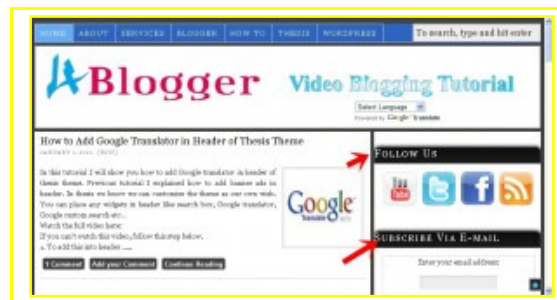 HOME ABOUT SERVICES BLOGGER HOW TO THESIS WORDPRESS To search, type and hit enter
Blogger Video Blogging Tutorial
Select Language
Powered by Google Translate
How to Add Google Translator in Header of Thesis Theme
FOLLOW US
In this tutorial I will show you how to add Google translator in header of
thesis theme. Previous tutorial I explained how to add banner ads in
header. In thesis we know we can customize the theme as our own wish.
You can place any widgets in header like search box, Google translator,
Google custom search etc..
Watch the full video here:
If you can't watch this video, follow this step below.
1. To add this into header .....
Google
Translate
You
Tube
SUBSCRIBE VIA E-MAIL
Enter your email address:
1 Comment Add your Comment Continue Reading